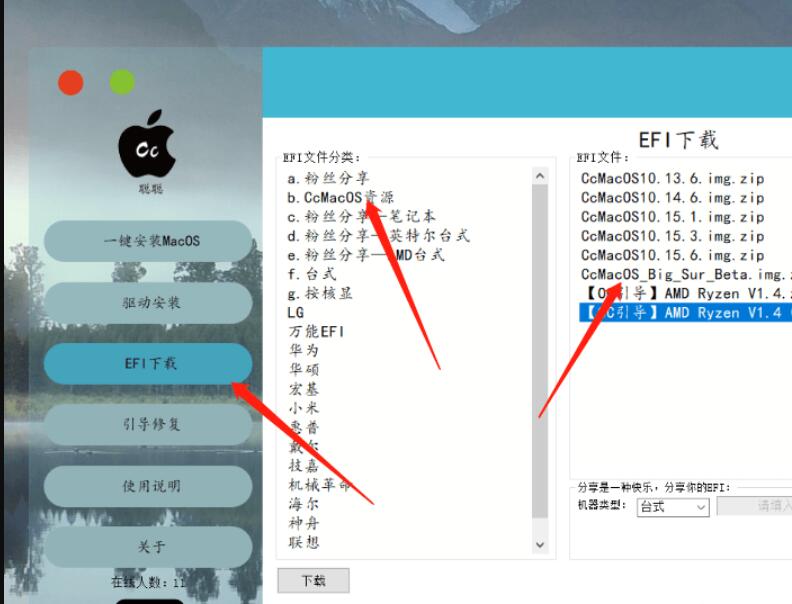 Cc
聪聪
一键安装MacOS
驱动安装
EFI下载
引导修复
使用说明
关于
在线人数：11
EFI下载
EFI文件分类：
a.粉丝分享
b.CcMacOS资源
c.粉丝分享—笔记本
d.粉丝分享—英特尔台式
e.粉丝分享—AMD台式
f.台式
g.按核显
LG
万能EFI
华为
华硕
宏基
小米
惠普
戴尔
技嘉
机械革命
海尔
神舟
联想
下载
EFI文件：
CcMacOS10.13.6.img.zip
CcMacOS10.14.6.img.zip
CcMacOS10.15.1.img.zip
CcMacOS10.15.3.img.zip
CcMacOS10.15.6.img.zip
CcMacOS_Big_Sur_Beta.img.
【OC引导】AMD Ryzen V1.4.
【OC引导】AMD Ryzen V1.4
分享是一种快乐，分享你的EFI：
机器类型：
台式
请填入